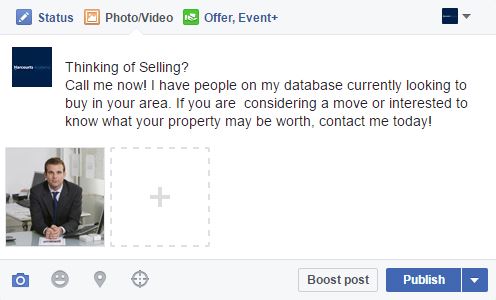 Status Photo/Video Offer, Event+
Harcourts
Thinking of Selling?
Call me now! I have people on my database currently looking to
buy in your area. If you are  considering a move or interested to
know what your property may be worth, contact me today!
Boost post Publish